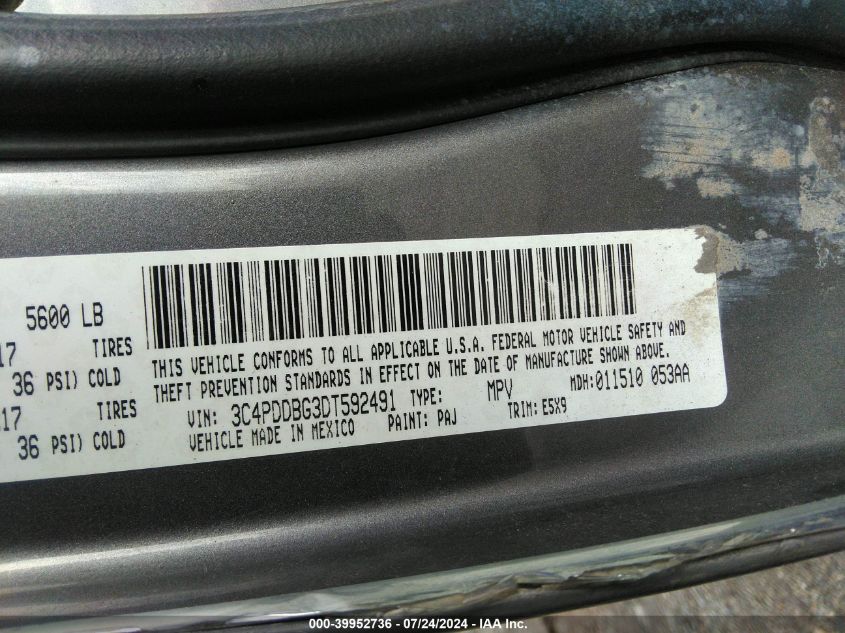 5600 LB
17 TIRES
36 PSI) COLD
17 TIRES
36 PSI) COLD
THIS VEHICLE CONFORMS TO ALL APPLICABLE U.S.A. FEDERAL MOTOR VEHICLE SAFETY AND
THEFT PREVENTION STANDARDS IN EFFECT ON THE DATE OF MANUFACTURE SHOWN ABOVE.
VIN: 3C4PDDBG3DT592491 TYPE: MPV MDH:011510 053AA
VEHICLE MADE IN MEXICO PAINT: PAJ TRIM: E5X9
000-39952736 - 07/24/2024 - IAA Inc.